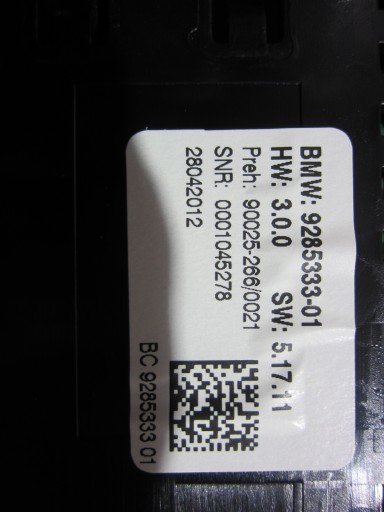 BMW: 9285333-01
HW: 3.0.0 SW: 5.17.11
Preh: 90025-266/0021
SNR: 0001045278
28042012
BC 9285333 01